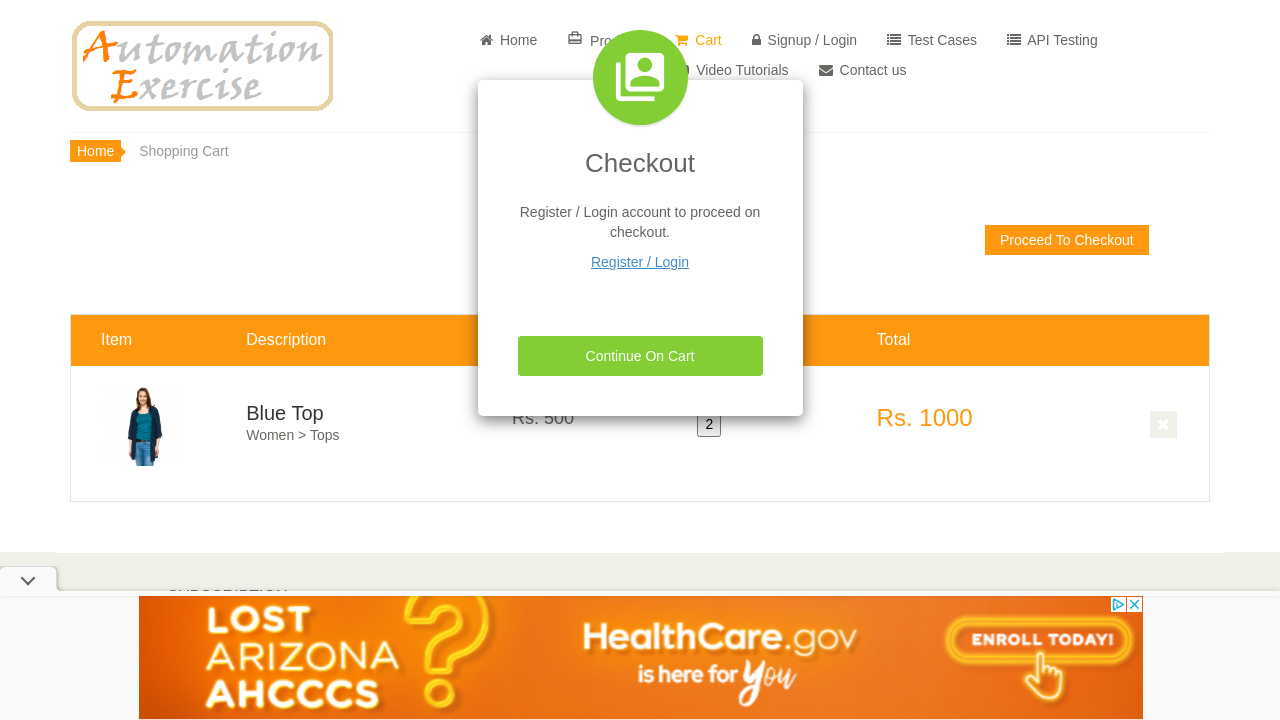 Automation
Exercise
Home
Cart
Signup / Login
Test Cases
API Testing
Video Tutorials
Contact us
Home
Shopping Cart
Checkout
Register / Login account to proceed on
checkout.
Register / Login
Continue On Cart
Proceed To Checkout
Item
Description
Total
Blue Top
Women > Tops
Rs. 500
2
Rs. 1000
SUBSCRIPTION
LOST
ARIZONA
AHCCCS
?
HealthCare.gov
is here for You
ENROLL TODAY!